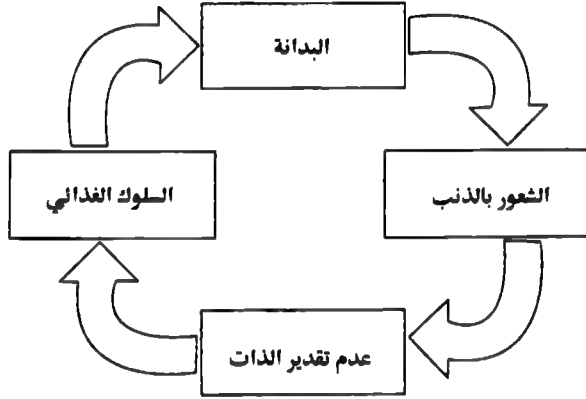 البدانة
الشعور بالذنب
عدم تقدير الذات
السلوك الغذائي